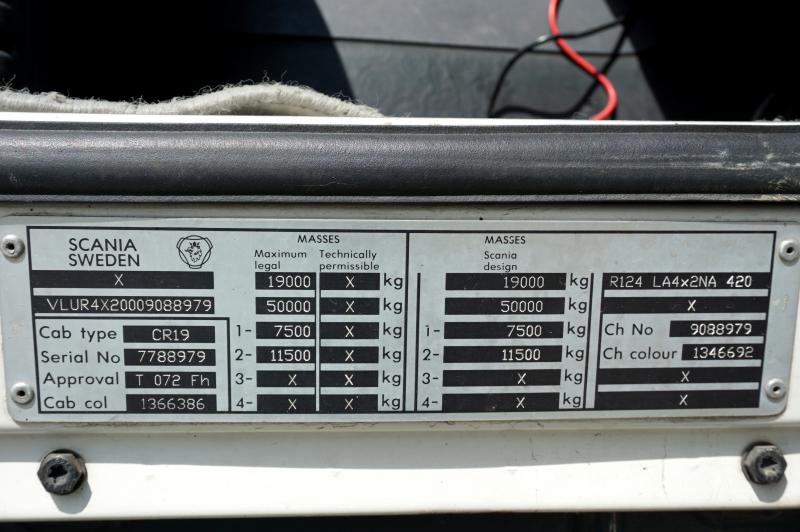 SCANIA
SWEDEN
X
VLUR4X20009088979
Cab type CR19
Serial No 7788979
Approval T 072 Fh
Cab col 1366386
MASSES
Maximum legal Technically permissible
19000 X kg
50000 X kg
1- 7500 X kg
2- 11500 X kg
3- X X kg
4- X X kg
MASSES
Scania design
19000 kg
50000 kg
1- 7500 kg
2- 11500 kg
3- X kg
4- X kg
R124 LA4x2NA 420
X
Ch No 9088979
Ch colour 1346692
X
X